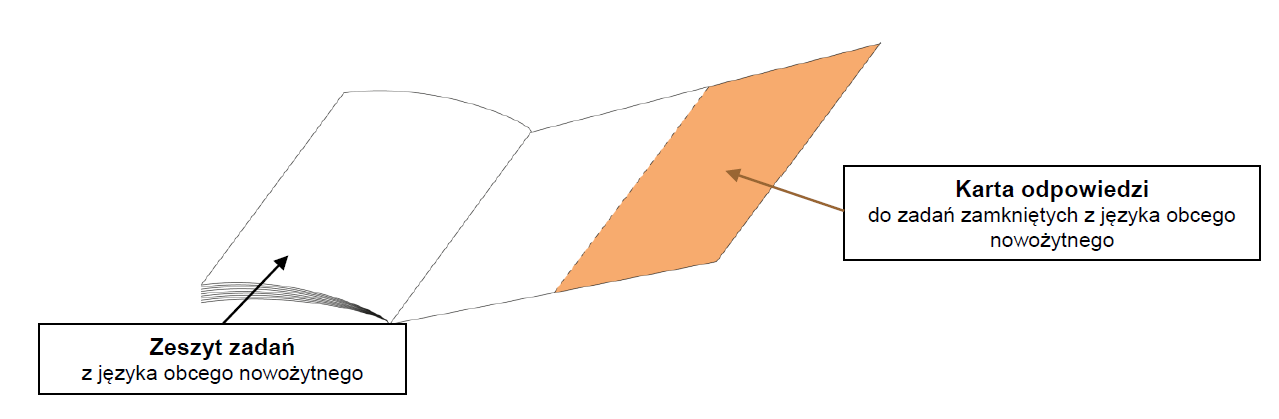 Karta odpowiedzi
do zadań zamkniętych z języka obcego
nowożytnego
Zeszyt zadań
z języka obcego nowożytnego